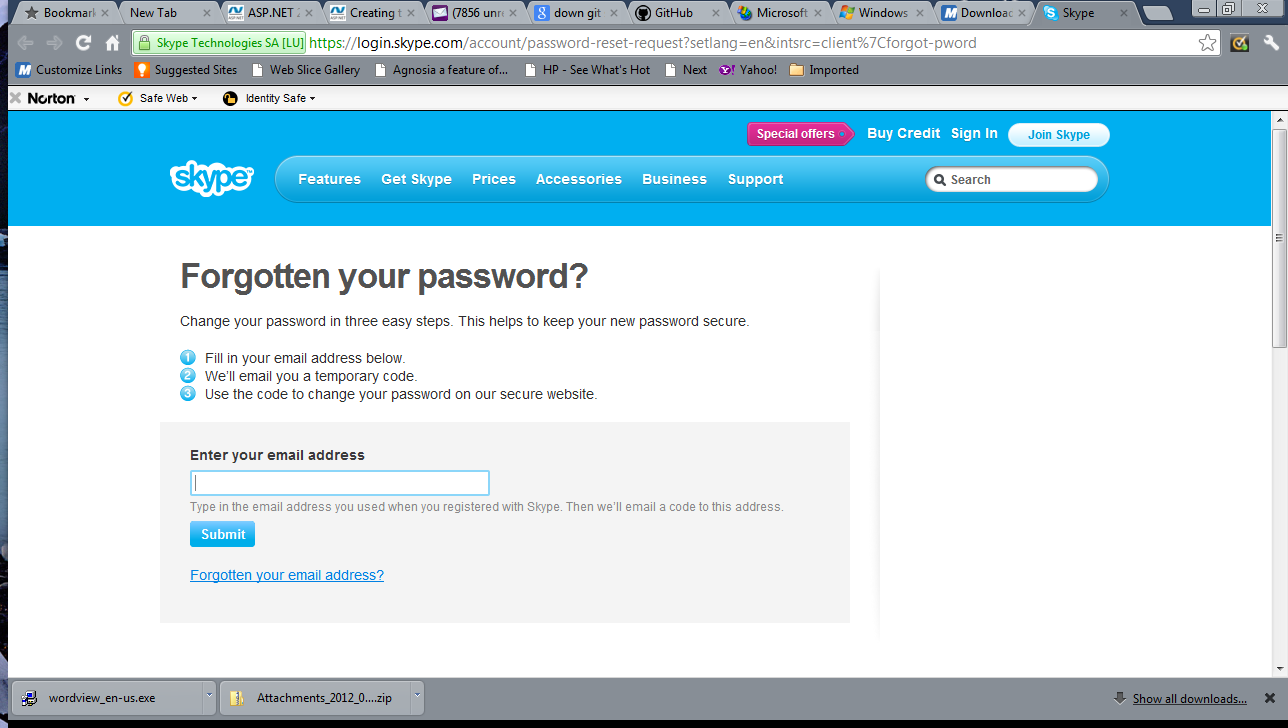 Bookmark New Tab ASP.NET 2 Creating t (7856 unre down git GitHub Microsoft Windows Downloac Skype
Skype Technologies SA [LU] https://login.skype.com/account/password-reset-request?setlang=en&intsrc=client%7Cforgot-pword
Customize Links Suggested Sites Web Slice Gallery Agnosia a feature of... HP - See What's Hot Next Yahoo! Imported
Norton Safe Web Identity Safe
Special offers Buy Credit Sign In Join Skype
skype™ Features Get Skype Prices Accessories Business Support Search
Forgotten your password?
Change your password in three easy steps. This helps to keep your new password secure.
1 Fill in your email address below.
2 We'll email you a temporary code.
3 Use the code to change your password on our secure website.
Enter your email address
Type in the email address you used when you registered with Skype. Then we'll email a code to this address.
Submit
Forgotten your email address?
wordview_en-us.exe Attachments_2012_0....zip Show all downloads...